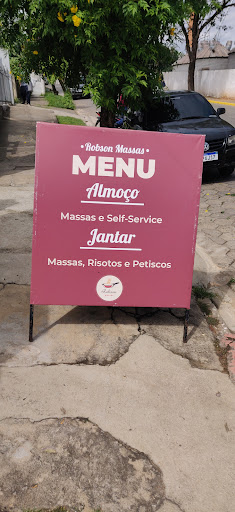 • Robson Massas •
MENU
Almoço
Massas e Self-Service
Jantar
Massas, Risotos e Petiscos